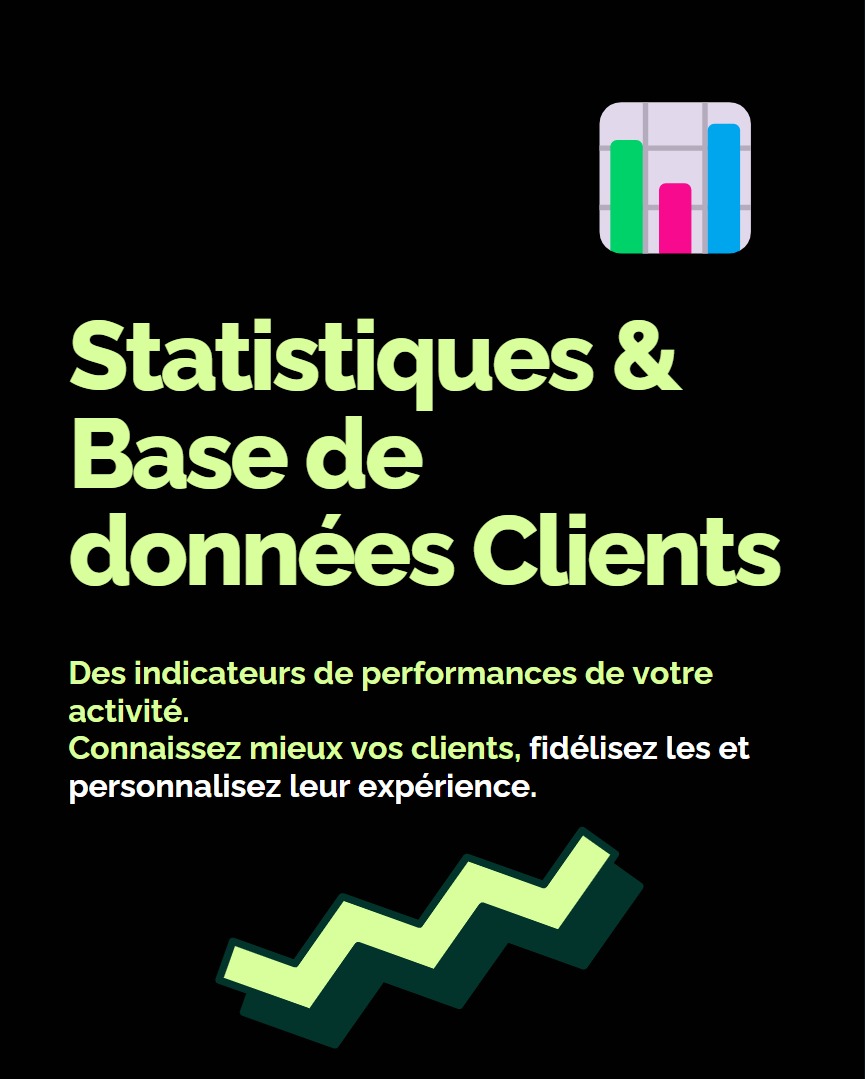 Statistiques &
Base de
données Clients
Des indicateurs de performances de votre
activité.
Connaissez mieux vos clients, fidélisez les et
personnalisez leur expérience.